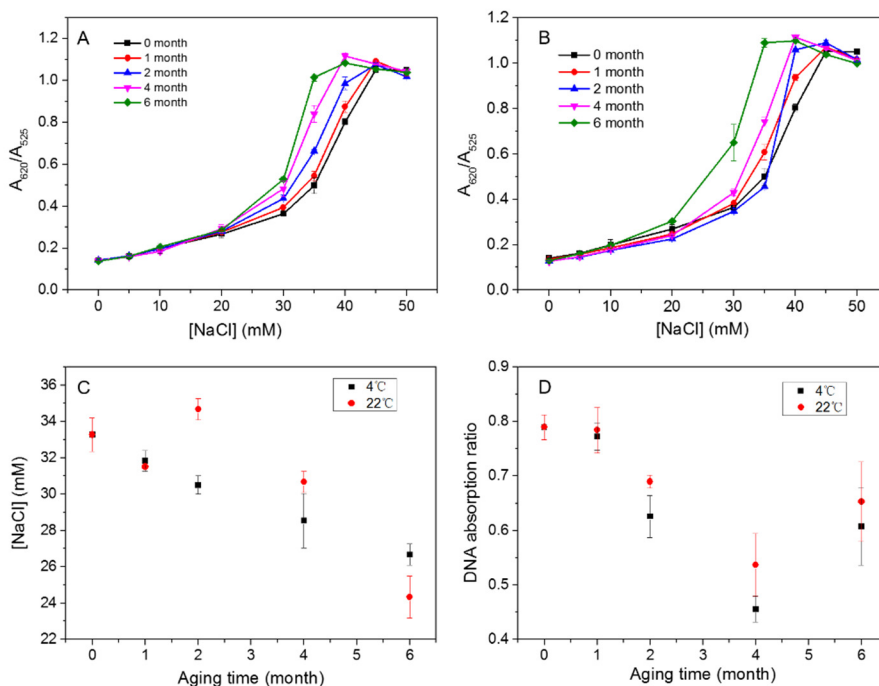 A
0 month
1 month
2 month
4 month
6 month
1.2
1.0
0.8
0.6
0.4
0.2
0.0
A620/A525
0 10 20 30 40 50
[NaCl] (mM)
B
0 month
1 month
2 month
4 month
6 month
1.2
1.0
0.8
0.6
0.4
0.2
0.0
A620/A525
0 10 20 30 40 50
[NaCl] (mM)
C
4℃
22℃
36
34
32
30
28
26
24
22
[NaCl] (mM)
0 1 2 4 6
Aging time (month)
D
4℃
22℃
0.9
0.8
0.7
0.6
0.5
0.4
DNA absorption ratio
0 1 2 4 6
Aging time (month)